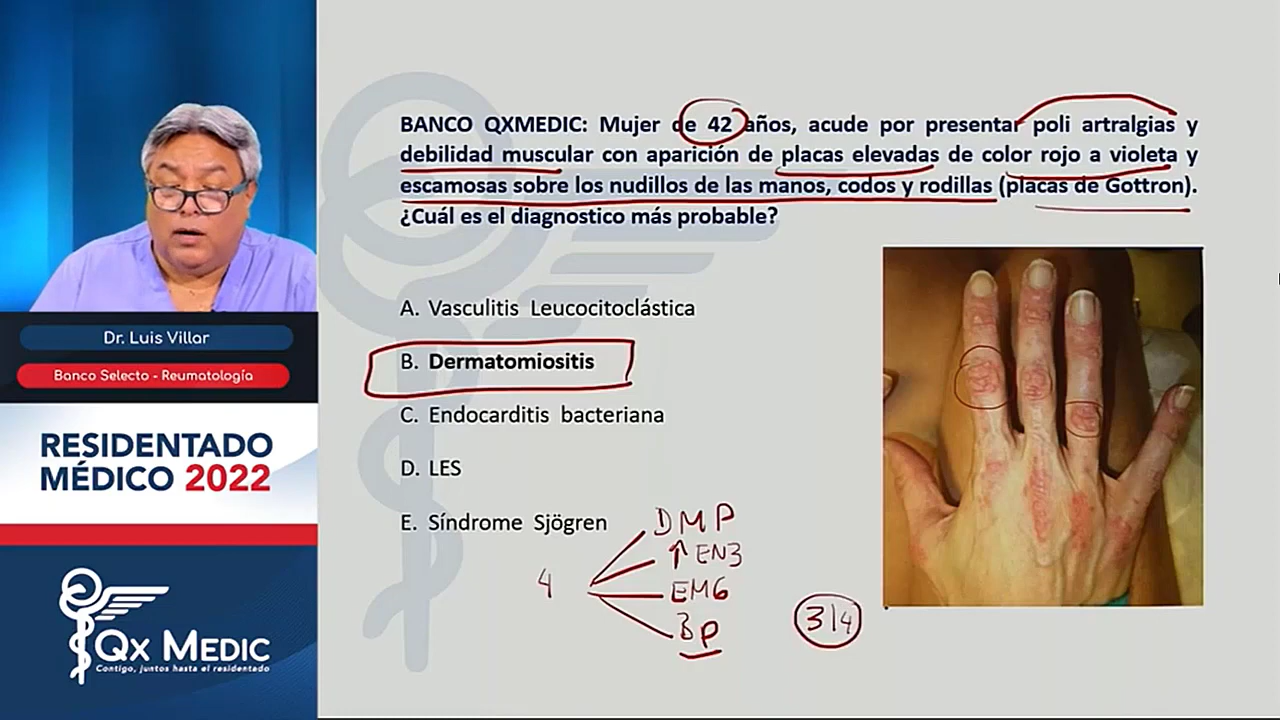 BANCO QXMEDIC: Mujer de 42 años, acude por presentar poli artralgias y
debilidad muscular con aparición de placas elevadas de color rojo a violeta y
escamosas sobre los nudillos de las manos, codos y rodillas (placas de Gottron).
¿Cuál es el diagnostico más probable?
A. Vasculitis Leucocitoclástica
B. Dermatomiositis
C. Endocarditis bacteriana
D. LES
E. Síndrome Sjögren
4
DMP
↑ EN3
EMG
BP
3/4
Dr. Luis Villar
Banco Selecto - Reumatología
RESIDENTADO
MÉDICO 2022
QX MEDIC
Contigo, juntos hasta el residentado